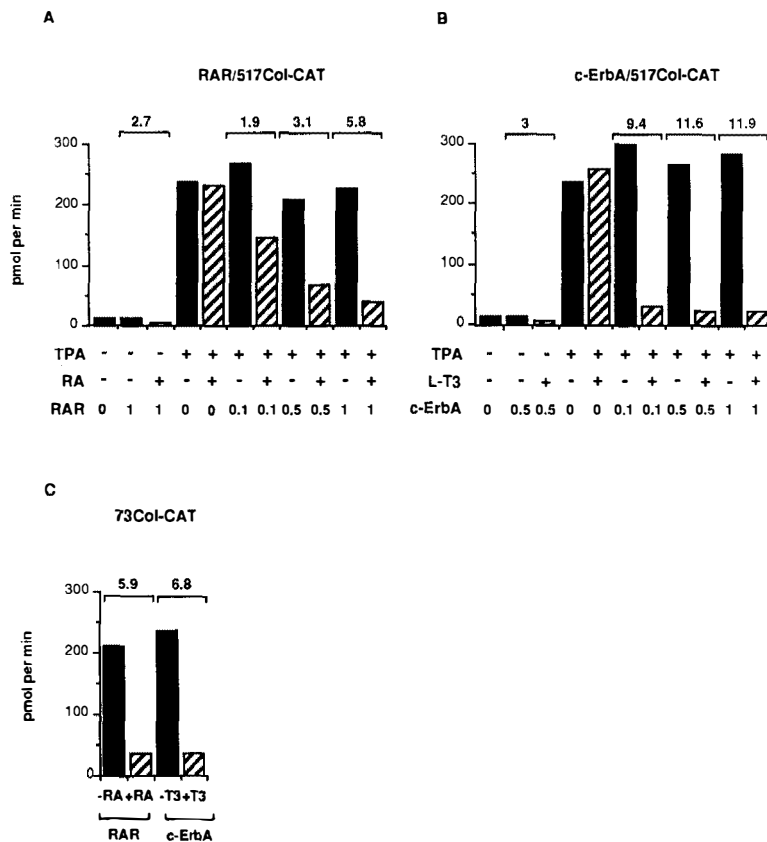 A
RAR/517Col-CAT
2.7 1.9 3.1 5.8
300
200
100
0
pmol per min
TPA - - - + + + + + + + +
RA - - + - + - + - + - +
RAR 0 1 1 0 0 0.1 0.1 0.5 0.5 1 1
B
c-ErbA/517Col-CAT
3 9.4 11.6 11.9
300
200
100
0
TPA - - - + + + + + + + +
L-T3 - - + - + - + - + - +
c-ErbA 0 0.5 0.5 0 0 0.1 0.1 0.5 0.5 1 1
C
73Col-CAT
5.9 6.8
300
200
100
0
pmol per min
-RA +RA -T3 +T3
RAR c-ErbA